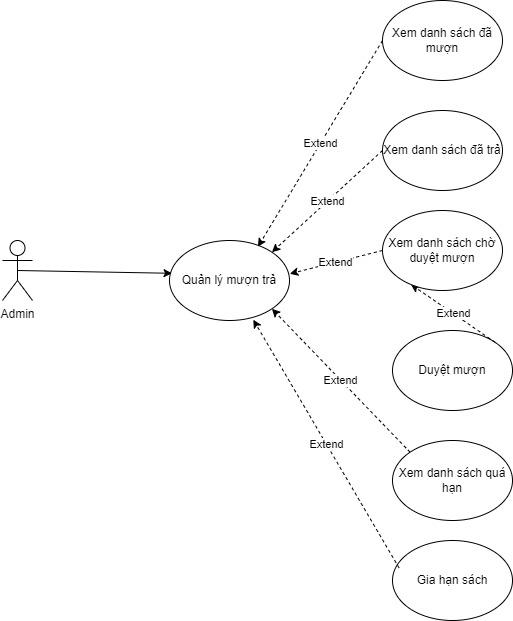 Xem danh sách đã
mượn
Extend
Xem danh sách đã trả
Extend
Xem danh sách chờ
duyệt mượn
Extend
Quản lý mượn trả
Admin
Extend
Duyệt mượn
Extend
Xem danh sách quá
hạn
Extend
Gia hạn sách